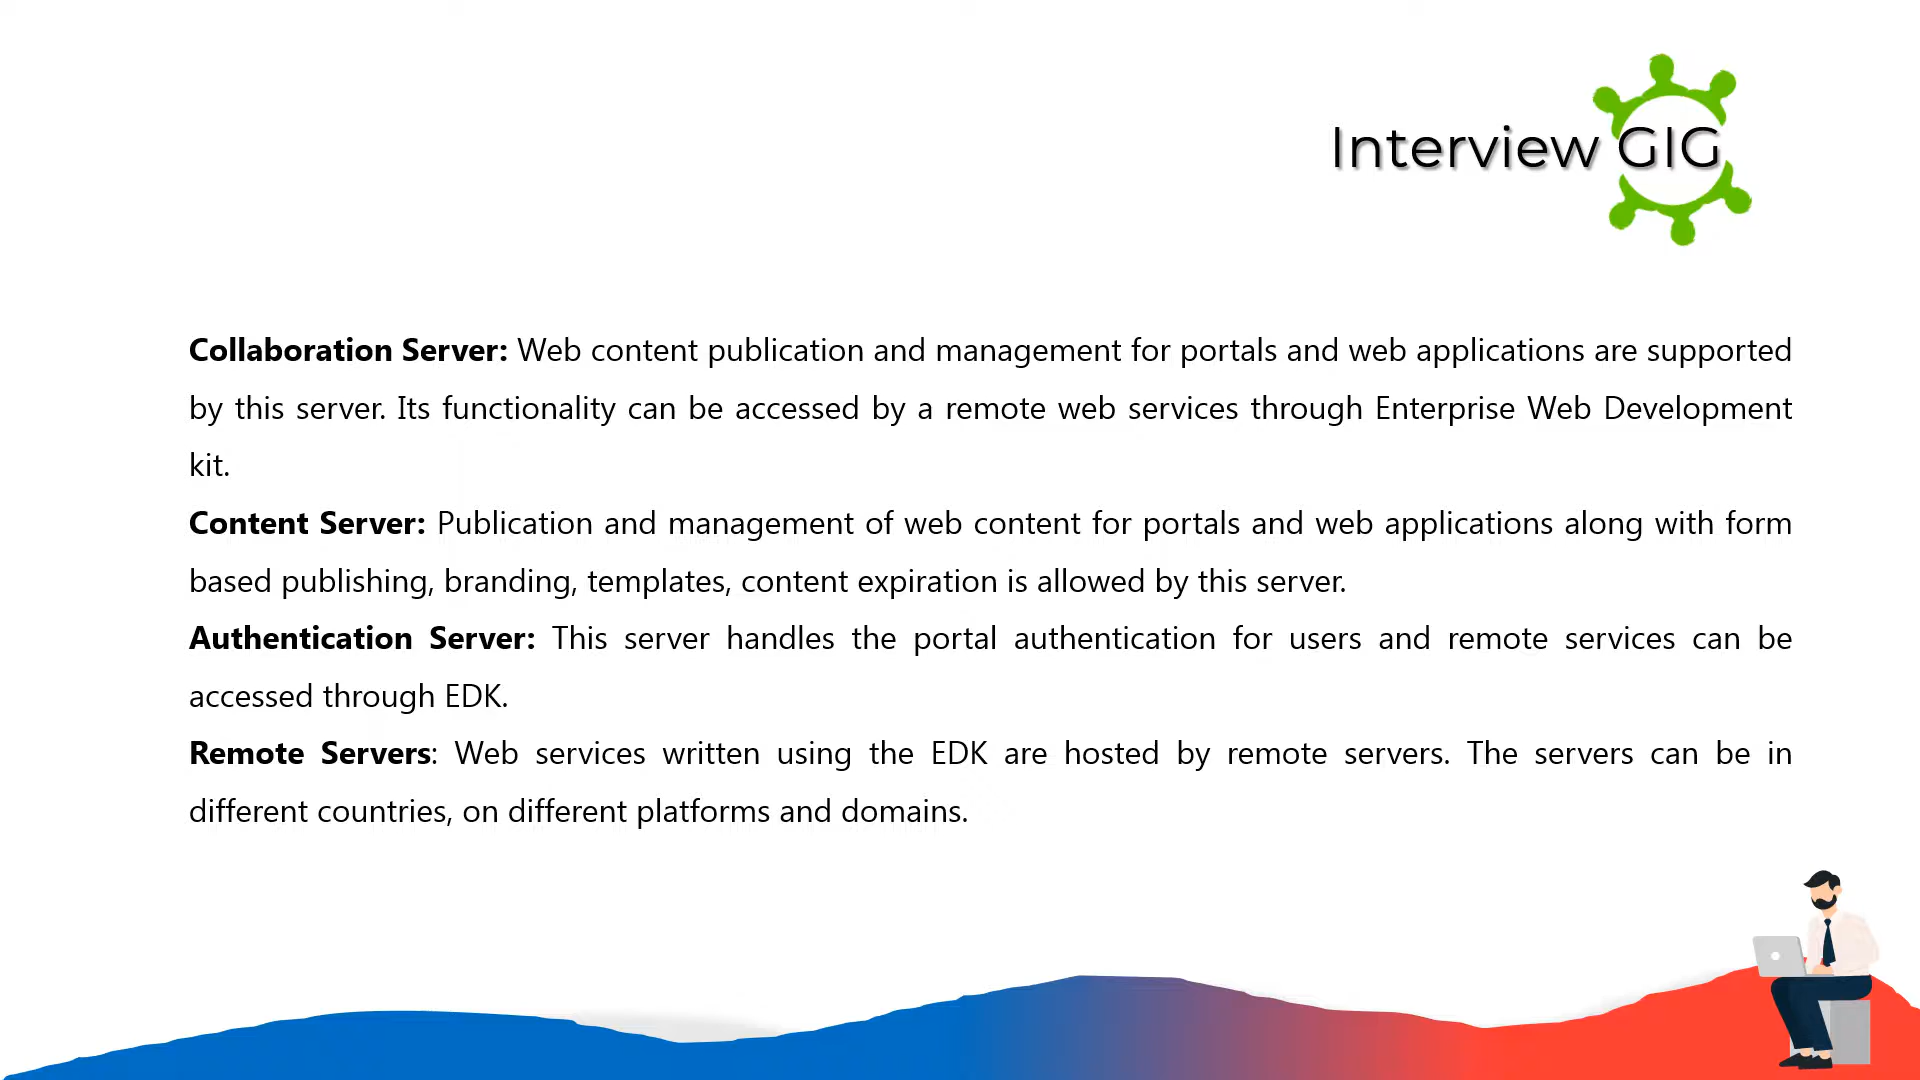 Interview GIG
Collaboration Server: Web content publication and management for portals and web applications are supported
by this server. Its functionality can be accessed by a remote web services through Enterprise Web Development
kit.
Content Server: Publication and management of web content for portals and web applications along with form
based publishing, branding, templates, content expiration is allowed by this server.
Authentication Server: This server handles the portal authentication for users and remote services can be
accessed through EDK.
Remote Servers: Web services written using the EDK are hosted by remote servers. The servers can be in
different countries, on different platforms and domains.